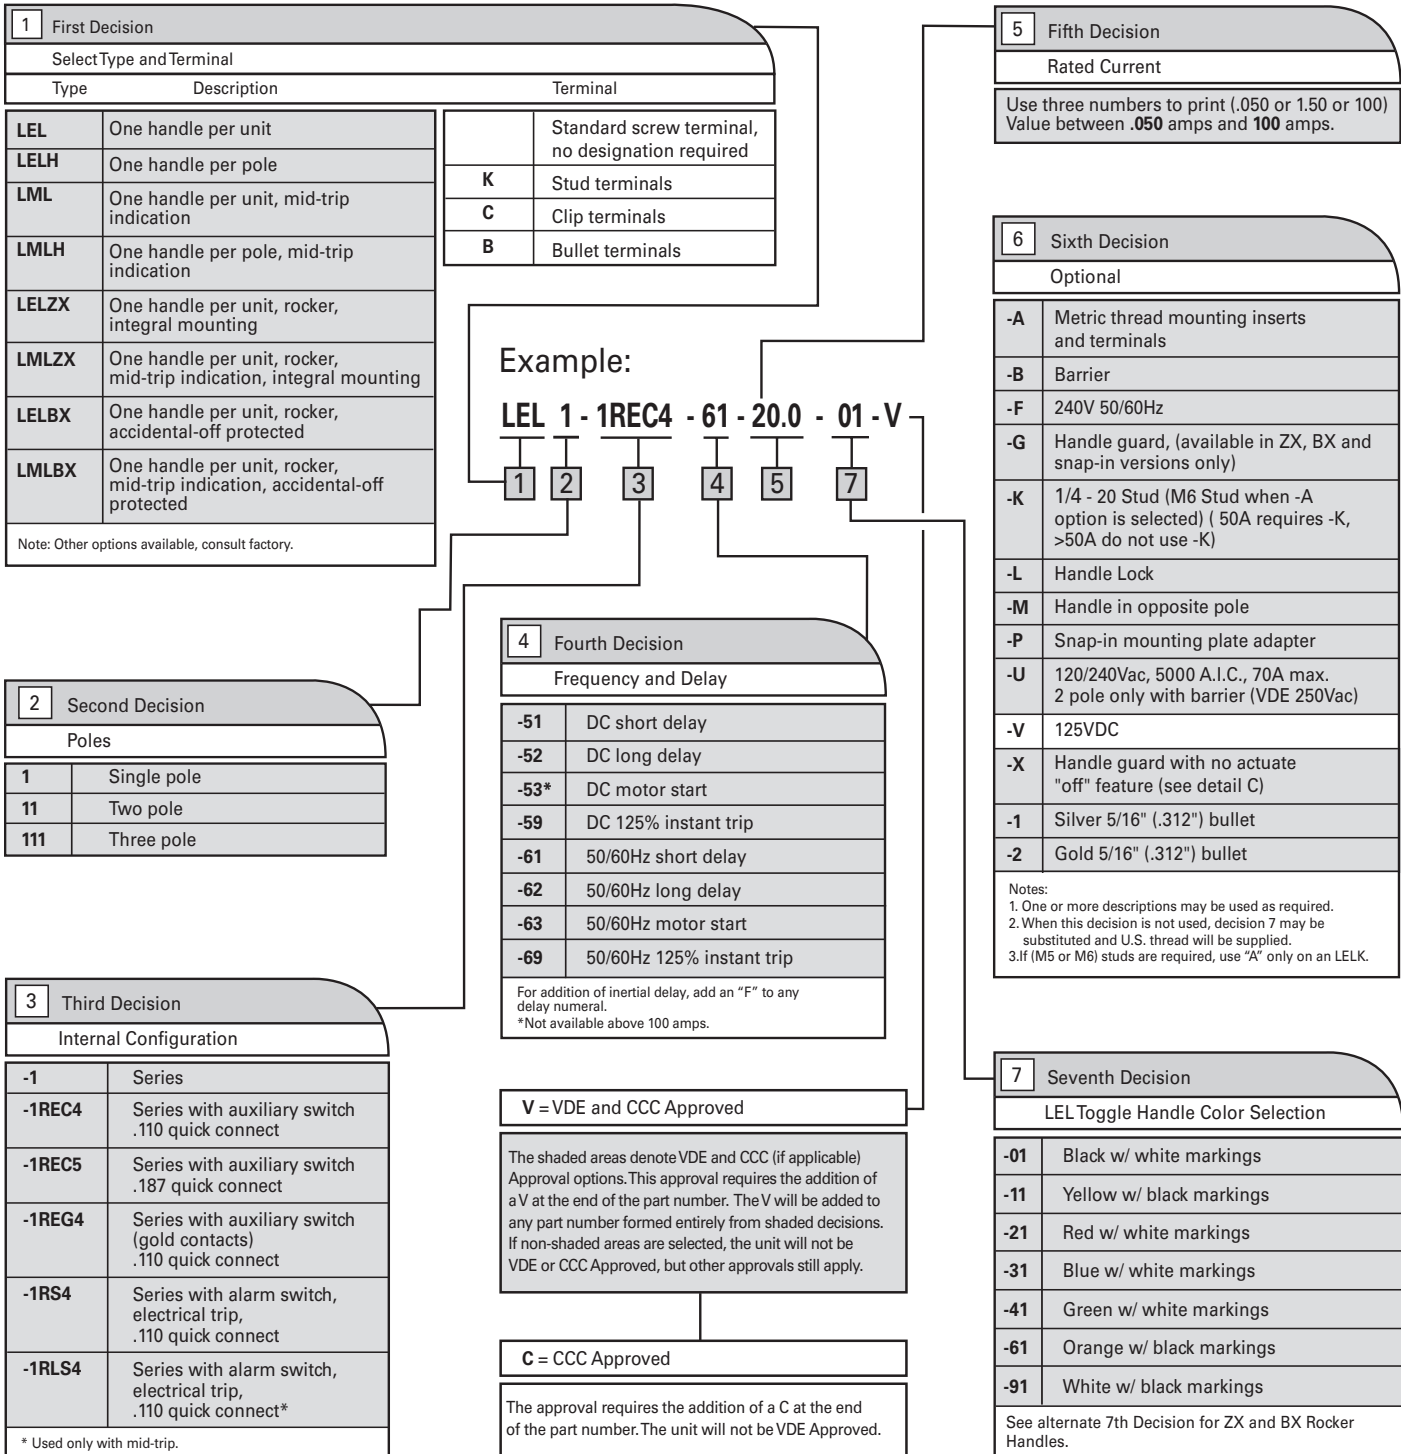 1 First Decision
Select Type and Terminal
Type Description Terminal
LEL One handle per unit
LELH One handle per pole
LML One handle per unit, mid-trip
indication
LMLH One handle per pole, mid-trip
indication
LELZX One handle per unit, rocker,
integral mounting
LMLZX One handle per unit, rocker,
mid-trip indication, integral mounting
LELBX One handle per unit, rocker,
accidental-off protected
LMLBX One handle per unit, rocker,
mid-trip indication, accidental-off
protected
Note: Other options available, consult factory.
Standard screw terminal,
no designation required
K Stud terminals
C Clip terminals
B Bullet terminals
Example:
LEL 1 - 1REC4 - 61 - 20.0 - 01 - V
1 2 3 4 5 7
2 Second Decision
Poles
1 Single pole
11 Two pole
111 Three pole
3 Third Decision
Internal Configuration
-1 Series
-1REC4 Series with auxiliary switch
.110 quick connect
-1REC5 Series with auxiliary switch
.187 quick connect
-1REG4 Series with auxiliary switch
(gold contacts)
.110 quick connect
-1RS4 Series with alarm switch,
electrical trip,
.110 quick connect
-1RLS4 Series with alarm switch,
electrical trip,
.110 quick connect*
* Used only with mid-trip.
4 Fourth Decision
Frequency and Delay
-51 DC short delay
-52 DC long delay
-53* DC motor start
-59 DC 125% instant trip
-61 50/60Hz short delay
-62 50/60Hz long delay
-63 50/60Hz motor start
-69 50/60Hz 125% instant trip
For addition of inertial delay, add an “F” to any
delay numeral.
*Not available above 100 amps.
V = VDE and CCC Approved
The shaded areas denote VDE and CCC (if applicable)
Approval options. This approval requires the addition of
a V at the end of the part number. The V will be added to
any part number formed entirely from shaded decisions.
If non-shaded areas are selected, the unit will not be
VDE or CCC Approved, but other approvals still apply.
C = CCC Approved
The approval requires the addition of a C at the end
of the part number. The unit will not be VDE Approved.
5 Fifth Decision
Rated Current
Use three numbers to print (.050 or 1.50 or 100)
Value between .050 amps and 100 amps.
6 Sixth Decision
Optional
-A Metric thread mounting inserts
and terminals
-B Barrier
-F 240V 50/60Hz
-G Handle guard, (available in ZX, BX and
snap-in versions only)
-K 1/4 - 20 Stud (M6 Stud when -A
option is selected) ( 50A requires -K,
>50A do not use -K)
-L Handle Lock
-M Handle in opposite pole
-P Snap-in mounting plate adapter
-U 120/240Vac, 5000 A.I.C., 70A max.
2 pole only with barrier (VDE 250Vac)
-V 125VDC
-X Handle guard with no actuate
"off" feature (see detail C)
-1 Silver 5/16" (.312") bullet
-2 Gold 5/16" (.312") bullet
Notes:
1. One or more descriptions may be used as required.
2. When this decision is not used, decision 7 may be
substituted and U.S. thread will be supplied.
3.If (M5 or M6) studs are required, use “A” only on an LELK.
7 Seventh Decision
LEL Toggle Handle Color Selection
-01 Black w/ white markings
-11 Yellow w/ black markings
-21 Red w/ white markings
-31 Blue w/ white markings
-41 Green w/ white markings
-61 Orange w/ black markings
-91 White w/ black markings
See alternate 7th Decision for ZX and BX Rocker
Handles.